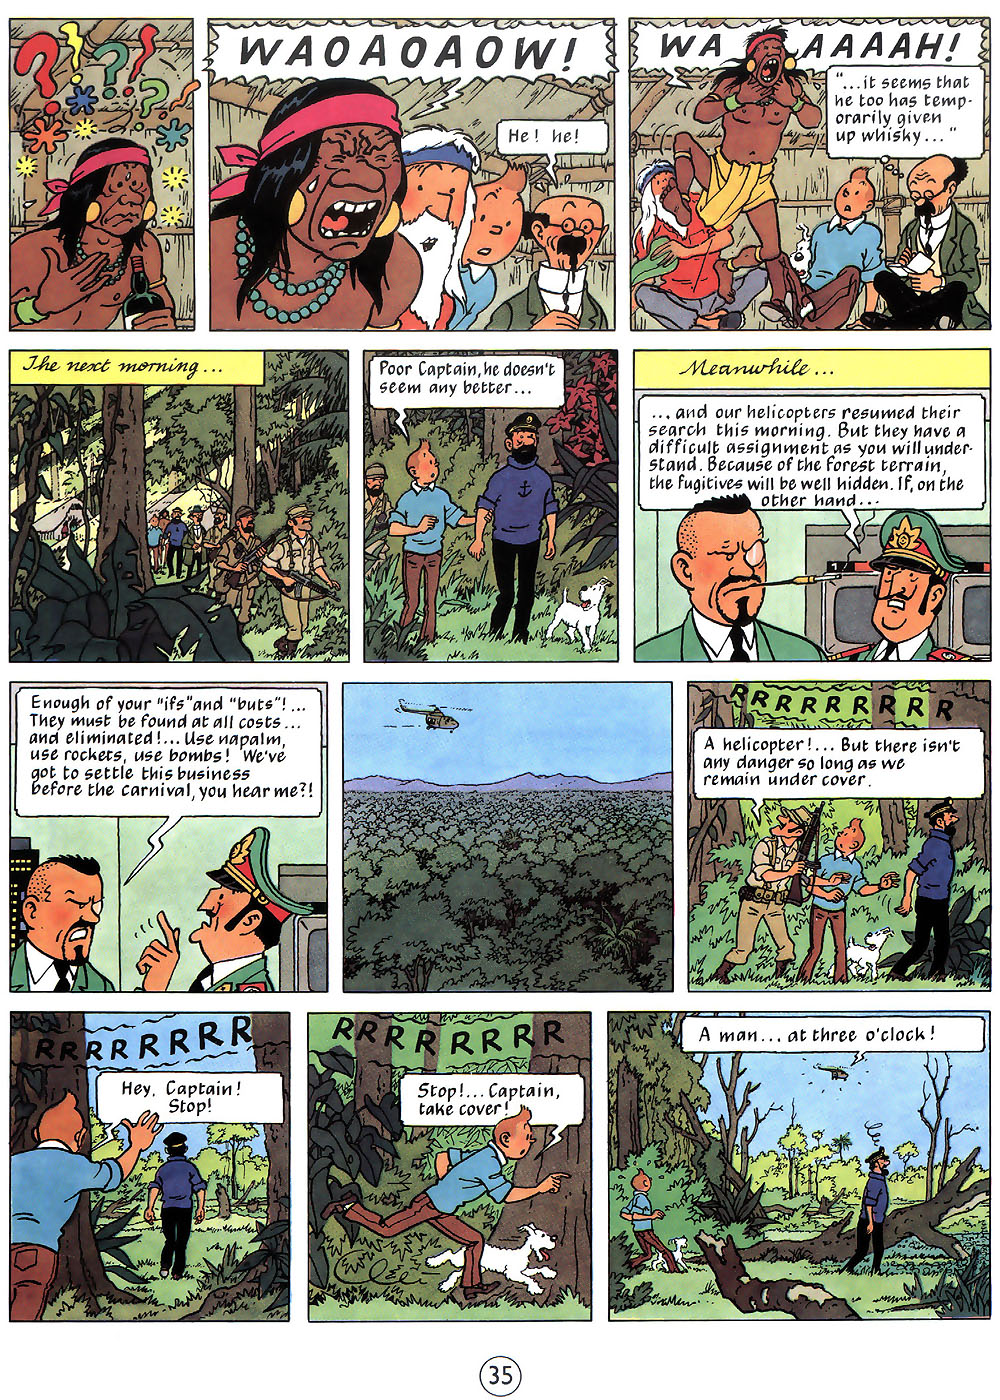 WAOAOAOW!
He! he!
WA AAAAH!
"...it seems that
he too has temp-
orarily given
up whisky..."
The next morning...
Poor Captain, he doesn't
seem any better...
Meanwhile...
...and our helicopters resumed their
search this morning. But they have a
difficult assignment as you will under-
stand. Because of the forest terrain,
the fugitives will be well hidden. If, on the
other hand...
Enough of your "ifs" and "buts"!...
They must be found at all costs...
and eliminated!... Use napalm,
use rockets, use bombs! We've
got to settle this business
before the carnival, you hear me?!
RRRRRRRR
A helicopter!... But there isn't
any danger so long as we
remain under cover.
RRRRRRRR
Hey, Captain!
Stop!
RRRRRRRR
Stop!... Captain,
take cover!
A man... at three o'clock!
35